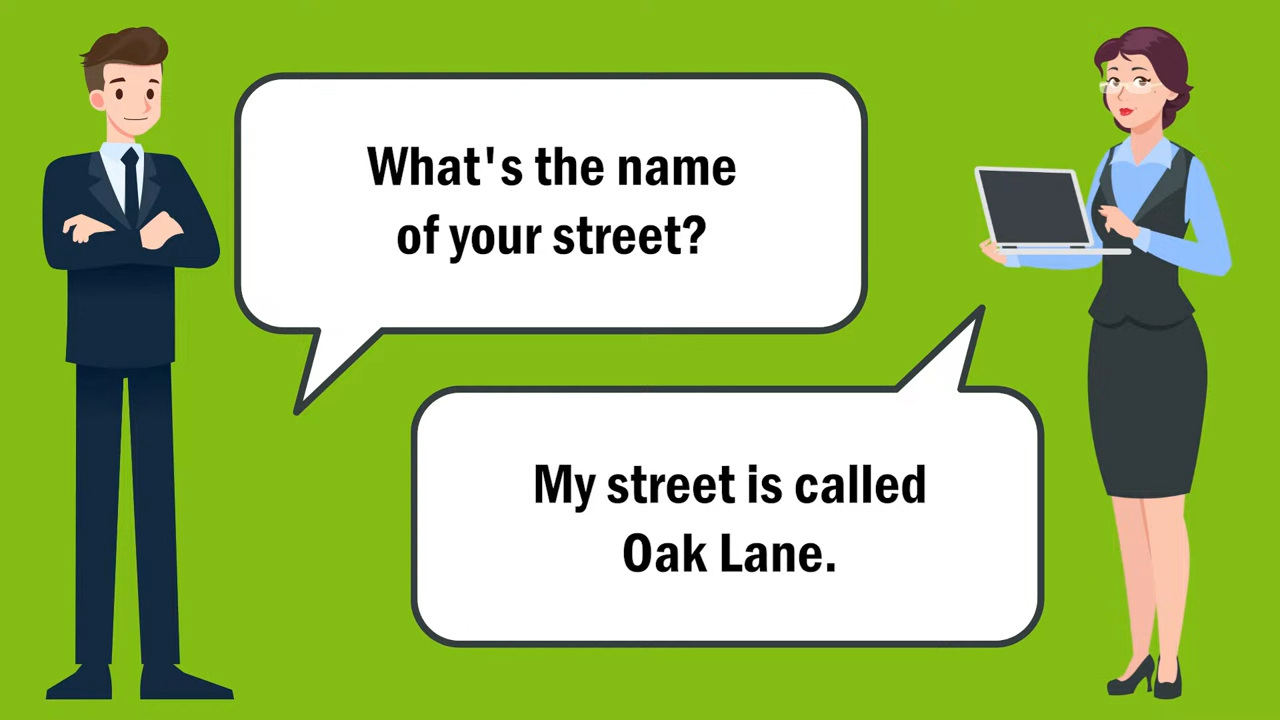 What's the name
of your street?
My street is called
Oak Lane.